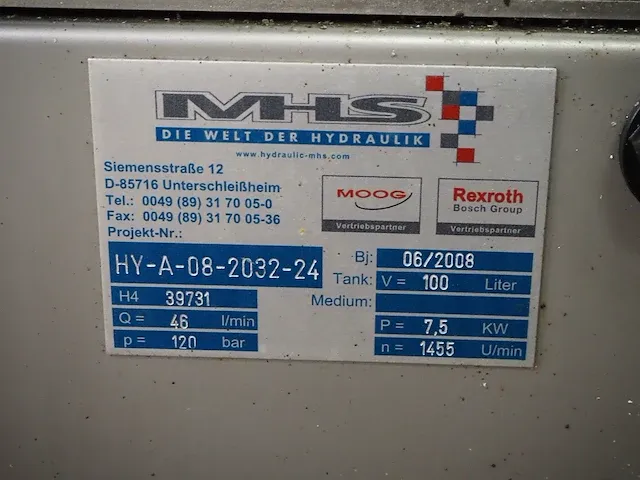 MHS
DIE WELT DER HYDRAULIK
www.hydraulic-mhs.com
Siemensstraße 12
D-85716 Unterschleißheim
Tel.: 0049 (89) 31 70 05-0
Fax: 0049 (89) 31 70 05-36
Projekt-Nr.:
MOOG
Vertriebspartner
Rexroth
Bosch Group
Vertriebspartner
HY-A-08-2032-24
H4 39731
Q = 46 l/min
p = 120 bar
Bj: 06/2008
Tank: V = 100 Liter
Medium:
P = 7,5 KW
n = 1455 U/min